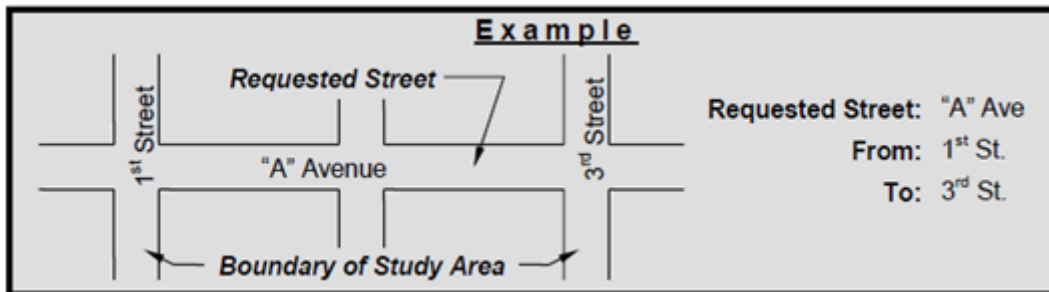 Example
Requested Street
1st Street
"A" Avenue
3rd Street
Boundary of Study Area
Requested Street: "A" Ave
From: 1st St.
To: 3rd St.